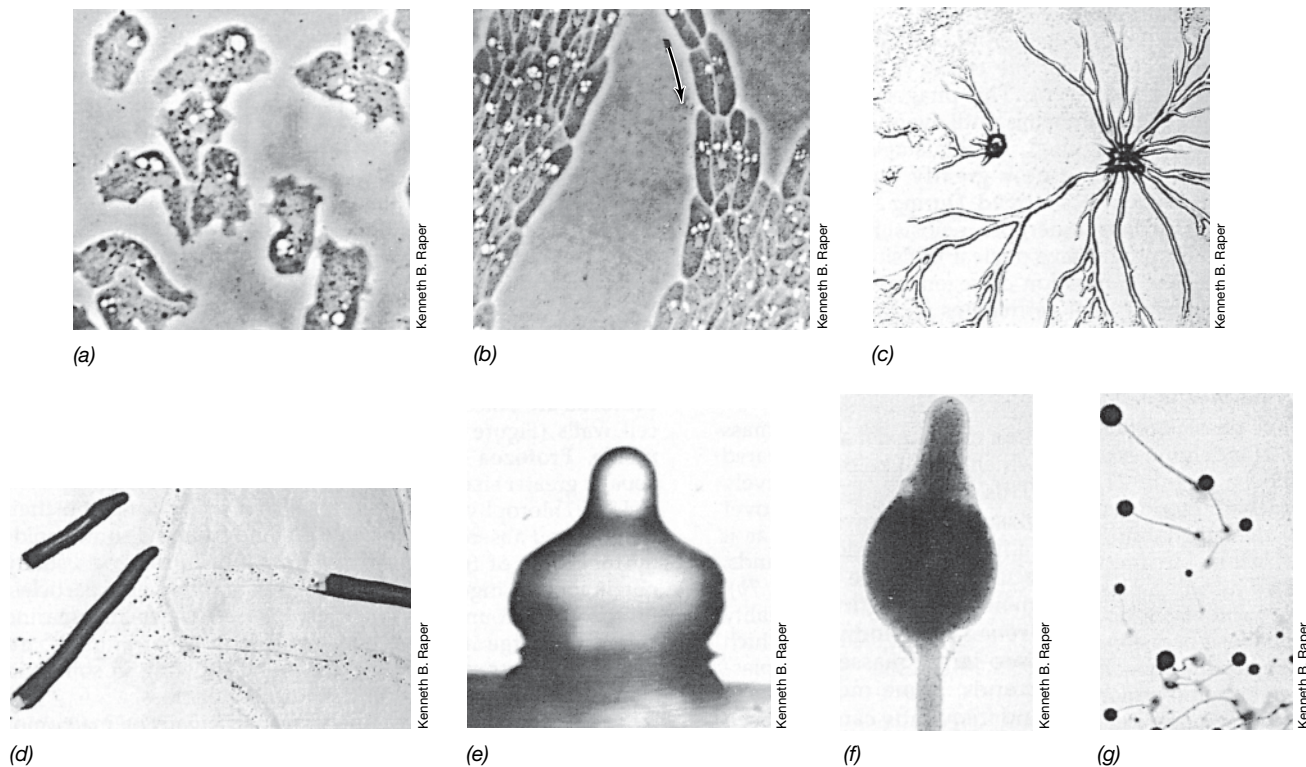 Kenneth B. Raper
(a)
Kenneth B. Raper
(b)
Kenneth B. Raper
(c)
Kenneth B. Raper
(d)
Kenneth B. Raper
(e)
Kenneth B. Raper
(f)
Kenneth B. Raper
(g)